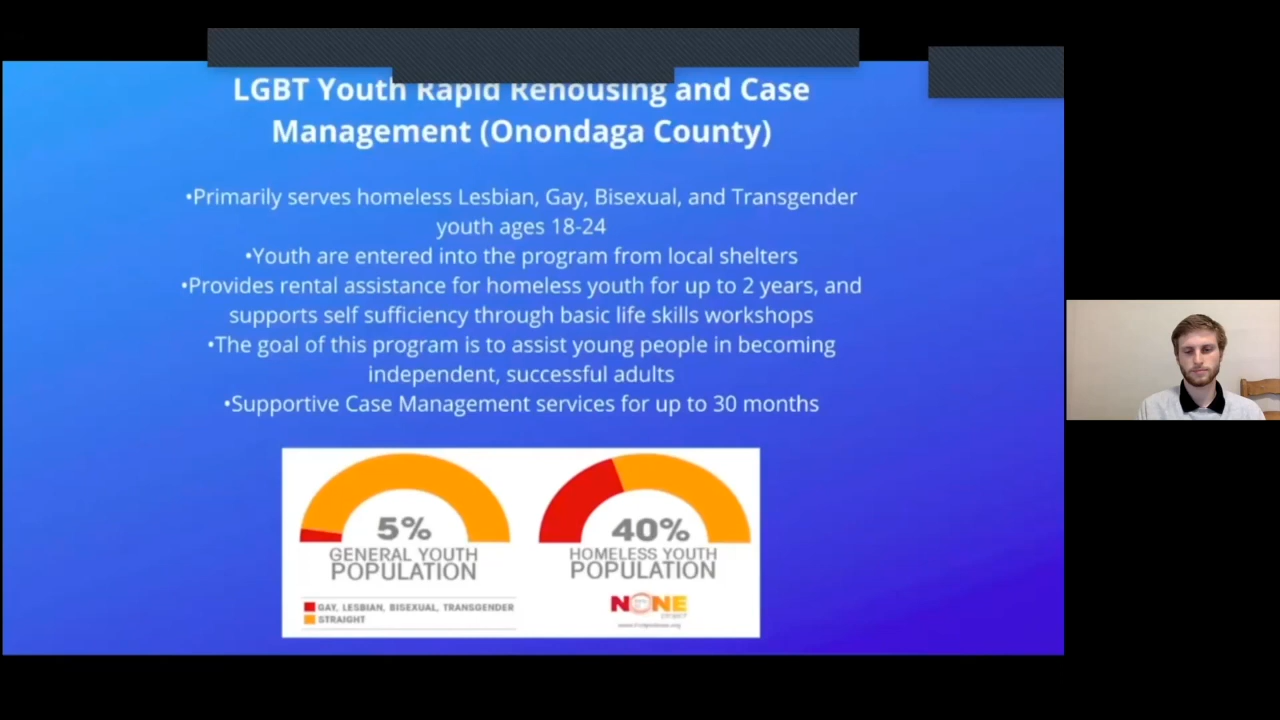 LGBT Youth Rapid Rehousing and Case
Management (Onondaga County)
•Primarily serves homeless Lesbian, Gay, Bisexual, and Transgender
youth ages 18-24
•Youth are entered into the program from local shelters
•Provides rental assistance for homeless youth for up to 2 years, and
supports self sufficiency through basic life skills workshops
•The goal of this program is to assist young people in becoming
independent, successful adults
•Supportive Case Management services for up to 30 months
5%
GENERAL YOUTH
POPULATION
GAY, LESBIAN, BISEXUAL, TRANSGENDER
STRAIGHT
40%
HOMELESS YOUTH
POPULATION
NONE